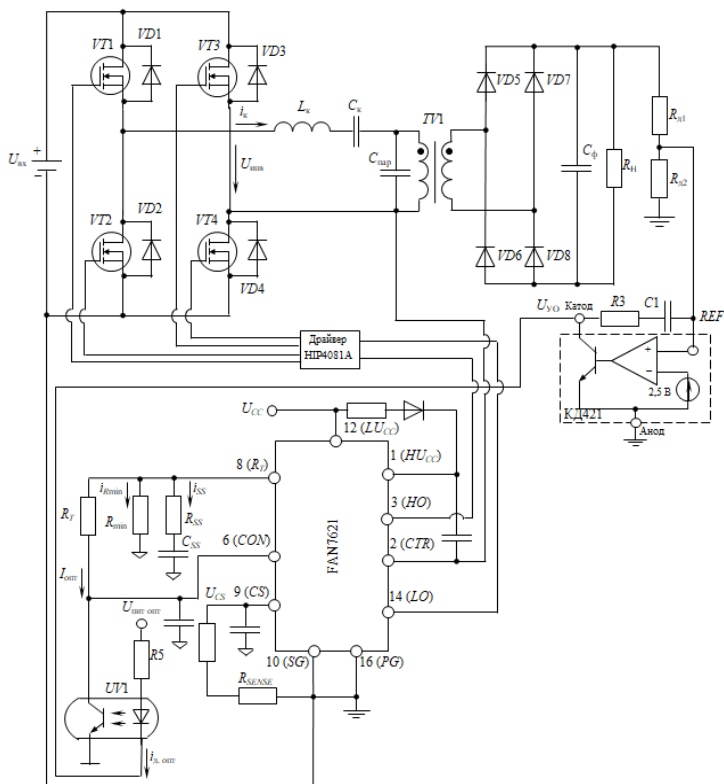 VT1
VD1
VT3
VD3
Lк
Cк
iк
Uвх
+
−
Cпар
TV1
VD5
VD7
Cф
RН
Rд1
Rд2
VT2
VD2
VT4
VD4
VD6
VD8
Драйвер
HIP4081A
UУО
Катод
R3
C1
REF
+
−
2,5 В
КД421
Анод
UCC
12 (LUCC)
1 (HUCC)
8 (RT)
3 (HO)
iRmin
iSS
RT
Rmin
RSS
CSS
6 (CON)
2 (CTR)
FAN7621
Iопт
9 (CS)
UCS
14 (LO)
Uпит опт
R5
10 (SG)
16 (PG)
RSENSE
UV1
iд. опт